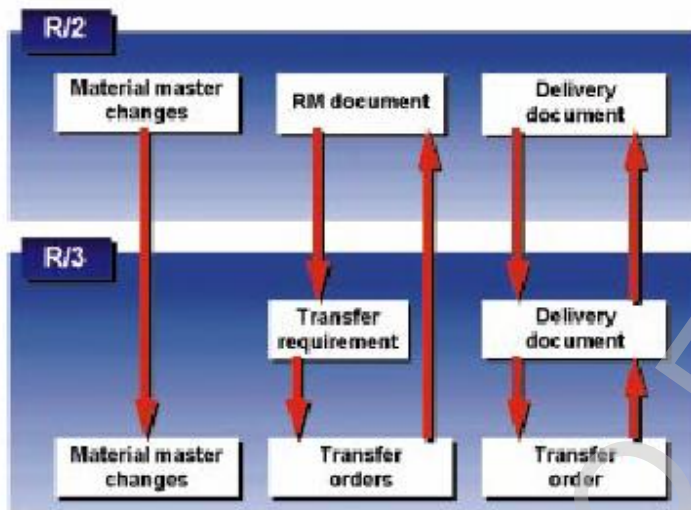 R/2
Material master
changes
RM document
Delivery
document
R/3
Transfer
requirement
Delivery
document
Material master
changes
Transfer
orders
Transfer
order